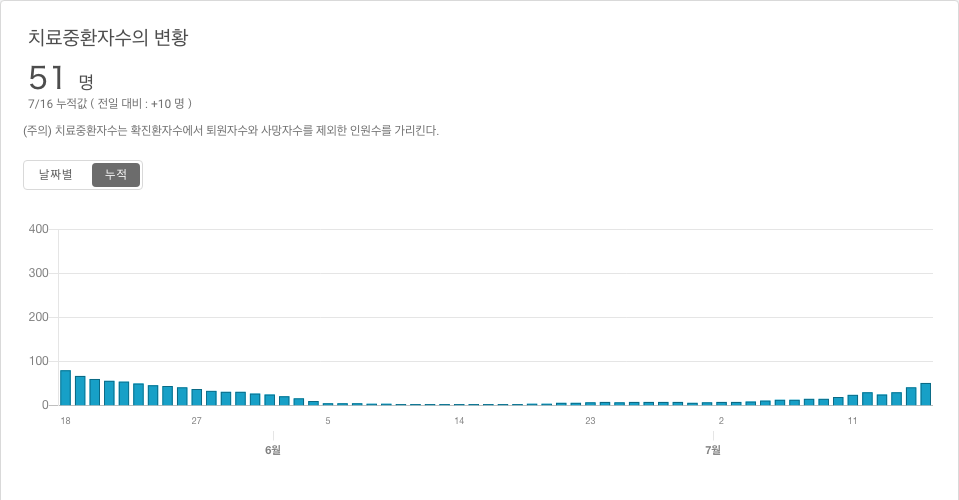 치료중환자수의 변황
51 명
7/16 누적값 ( 전일 대비 : +10 명 )
(주의) 치료중환자수는 확진환자수에서 퇴원자수와 사망자수를 제외한 인원수를 가리킨다.
날짜별 누적
400
300
200
100
0
18 27 5 14 23 2 11
6월 7월